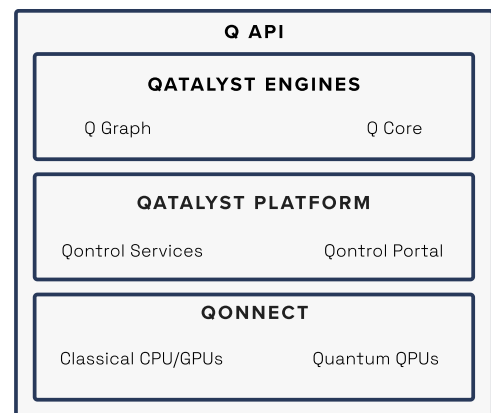 Q API
QATALYST ENGINES
Q Graph Q Core
QATALYST PLATFORM
Qontrol Services Qontrol Portal
QONNECT
Classical CPU/GPUs Quantum QPUs